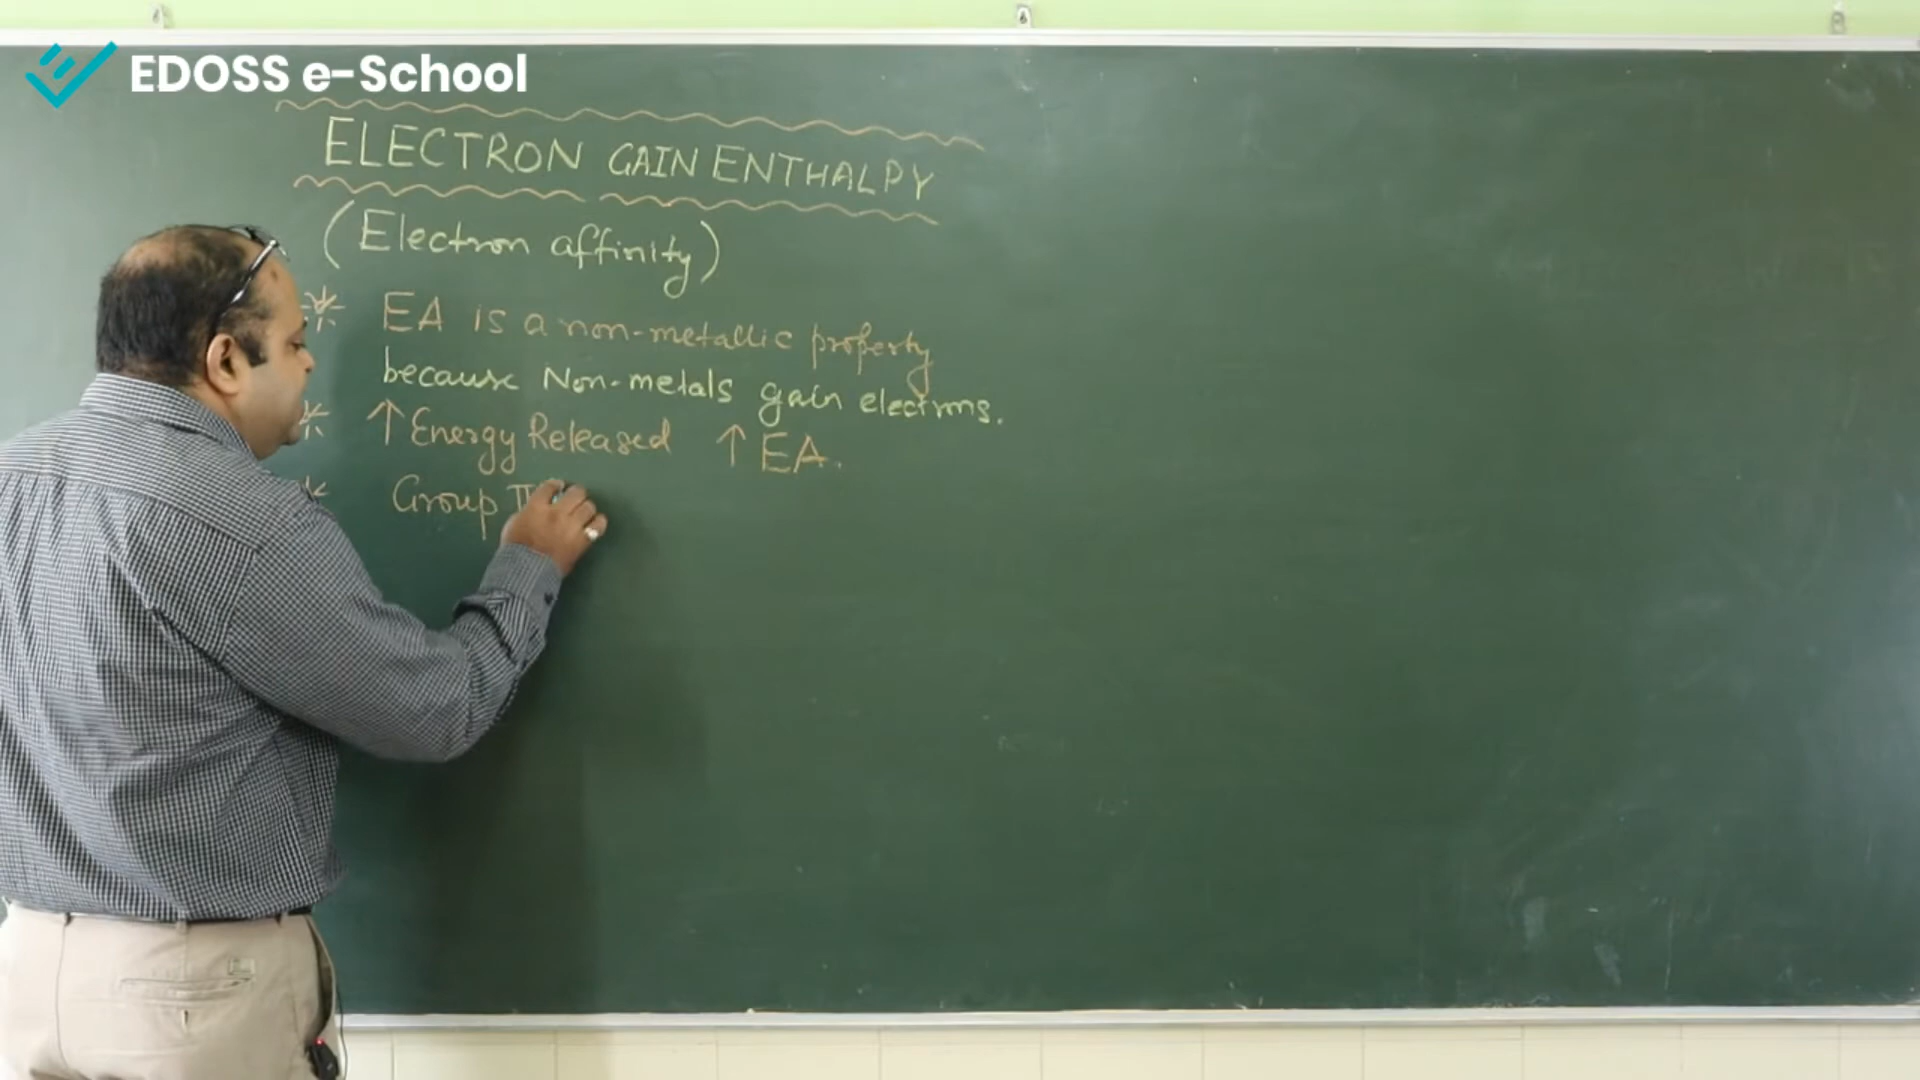 EDOSS e-School
ELECTRON GAIN ENTHALPY
(Electron affinity)
EA is a non-metallic property
because Non-metals gain electrons.
↑ Energy Released ↑ EA.
Group